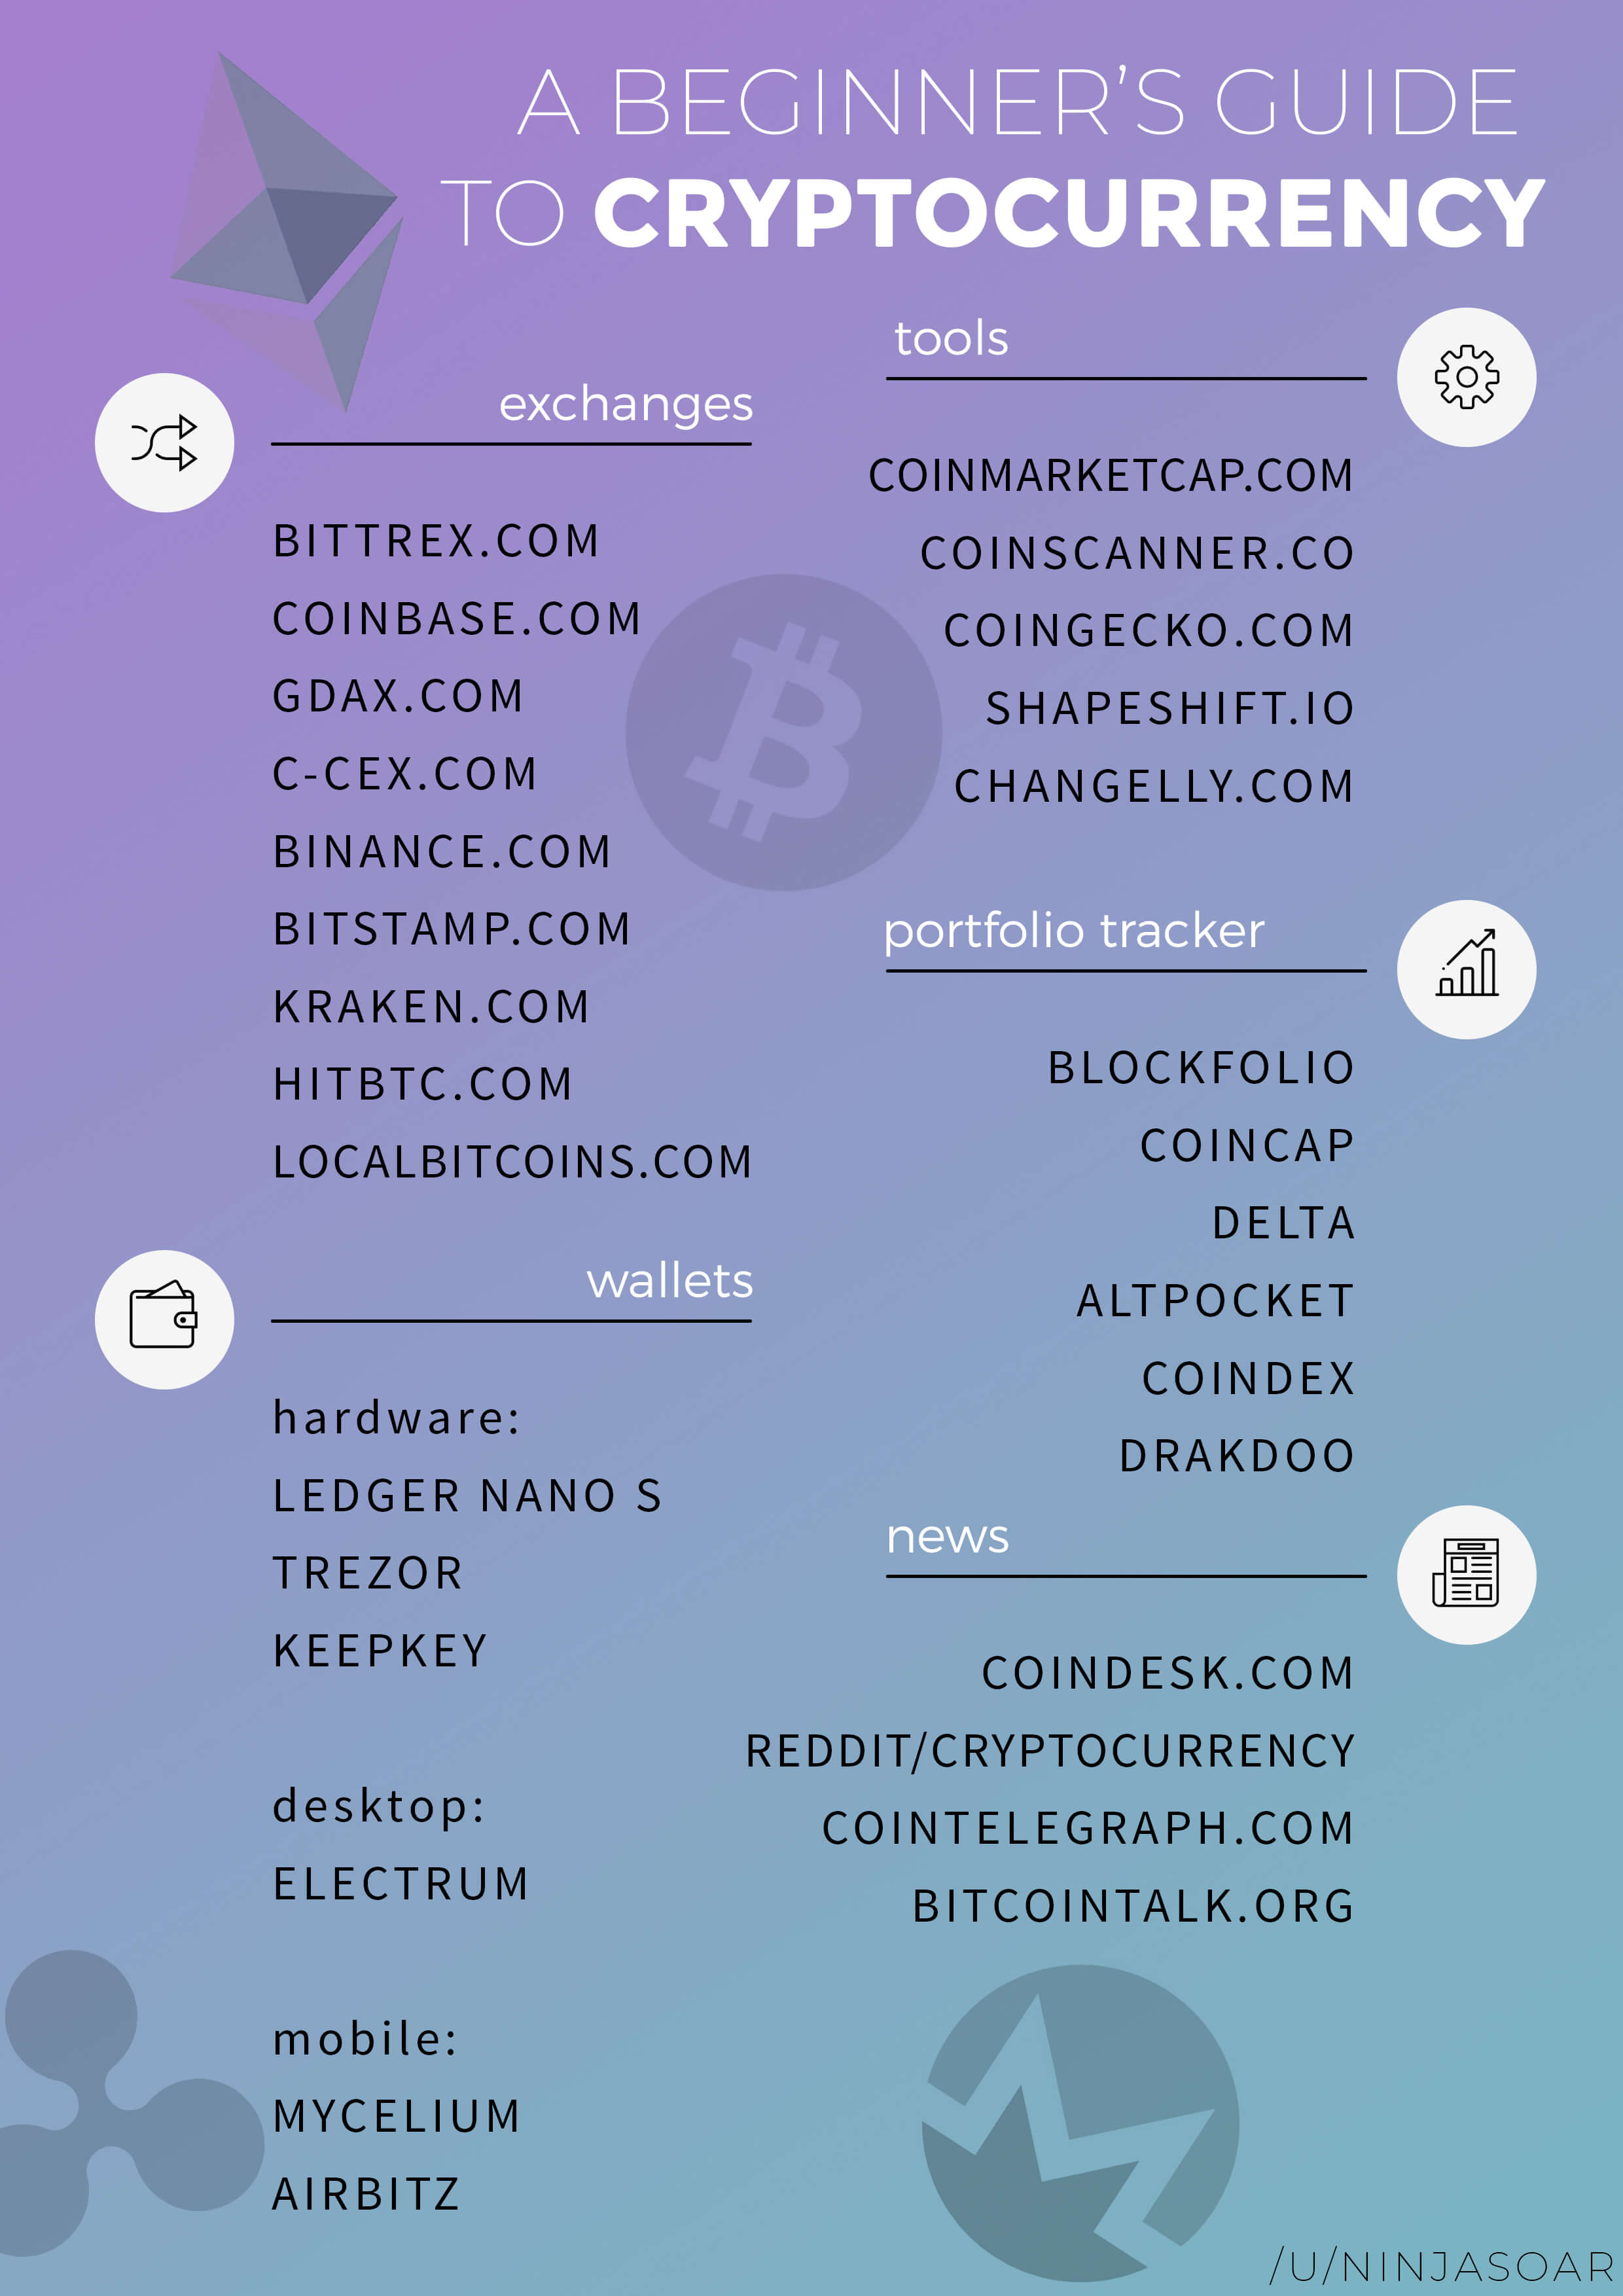 A BEGINNER'S GUIDE
TO CRYPTOCURRENCY
exchanges
BITTREX.COM
COINBASE.COM
GDAX.COM
C-CEX.COM
BINANCE.COM
BITSTAMP.COM
KRAKEN.COM
HITBTC.COM
LOCALBITCOINS.COM
wallets
hardware:
LEDGER NANO S
TREZOR
KEEPKEY
desktop:
ELECTRUM
mobile:
MYCELIUM
AIRBITZ
tools
COINMARKETCAP.COM
COINSCANNER.CO
COINGECKO.COM
SHAPESHIFT.IO
CHANGELLY.COM
portfolio tracker
BLOCKFOLIO
COINCAP
DELTA
ALTPOCKET
COINDEX
DRAKDOO
news
COINDESK.COM
REDDIT/CRYPTOCURRENCY
COINTELEGRAPH.COM
BITCOINTALK.ORG
/U/NINJASOAR